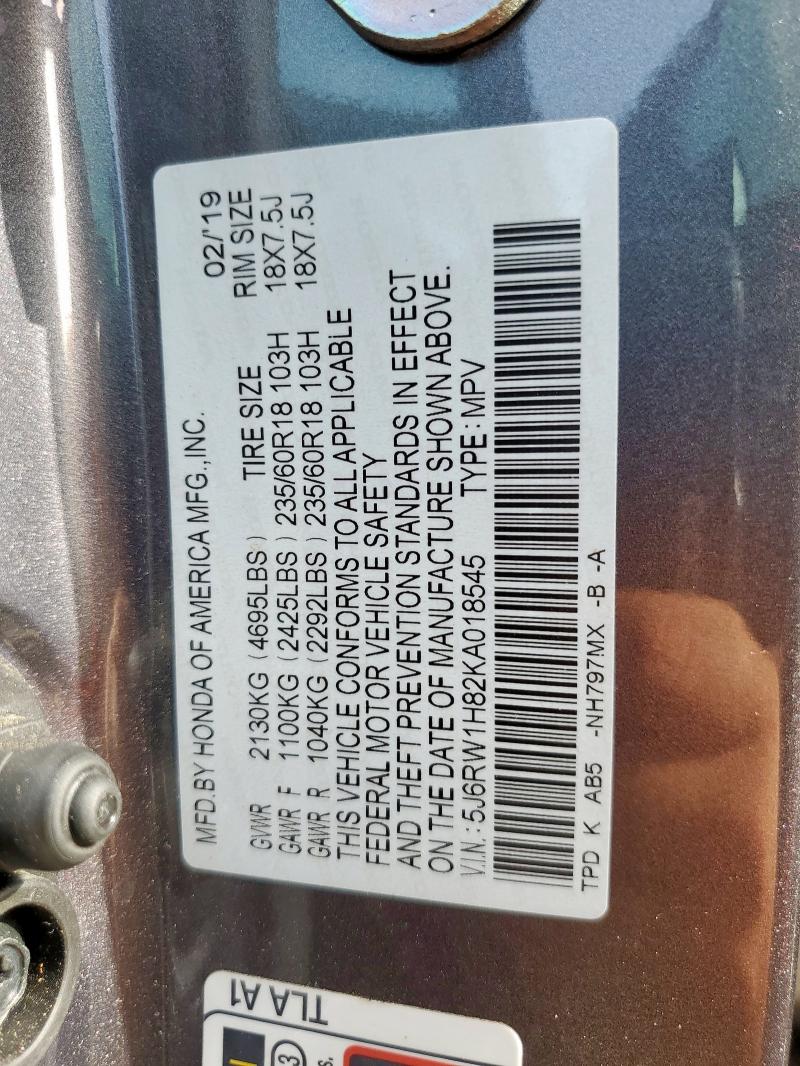 MFD.BY HONDA OF AMERICA MFG.,INC. 02/'19
GVWR 2130KG (4695LBS) TIRE SIZE RIM SIZE
GAWR F 1100KG (2425LBS) 235/60R18 103H 18X7.5J
GAWR R 1040KG (2292LBS) 235/60R18 103H 18X7.5J
THIS VEHICLE CONFORMS TO ALL APPLICABLE
FEDERAL MOTOR VEHICLE SAFETY
AND THEFT PREVENTION STANDARDS IN EFFECT
ON THE DATE OF MANUFACTURE SHOWN ABOVE.
V.I.N.:5J6RW1H82KA018545 TYPE:MPV
TPD K AB5 -NH797MX -B -A
TLA A1
3